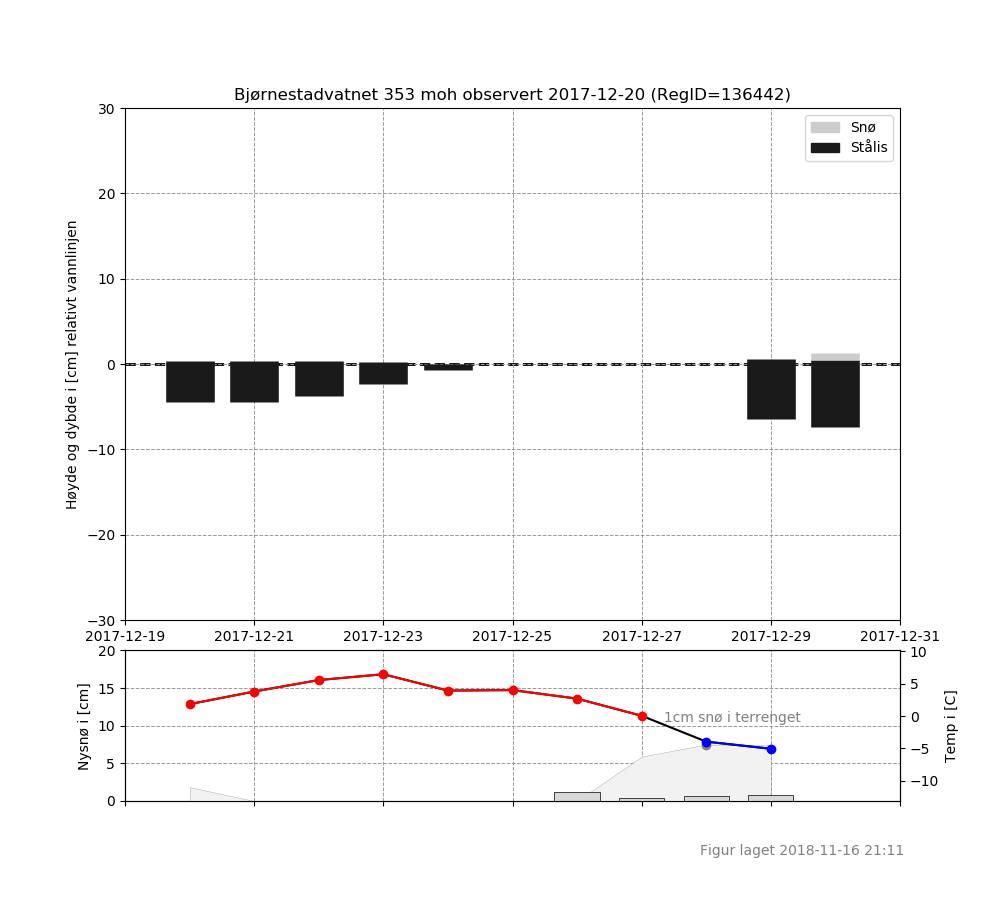 Bjørnestadvatnet 353 moh observert 2017-12-20 (RegID=136442)
Snø
Stålis
Høyde og dybde i [cm] relativt vannlinjen
30
20
10
0
−10
−20
−30
2017-12-19 2017-12-21 2017-12-23 2017-12-25 2017-12-27 2017-12-29 2017-12-31
Nysnø i [cm]
20
15
10
5
0
1cm snø i terrenget
10
5
0
−5
−10
Temp i [C]
Figur laget 2018-11-16 21:11